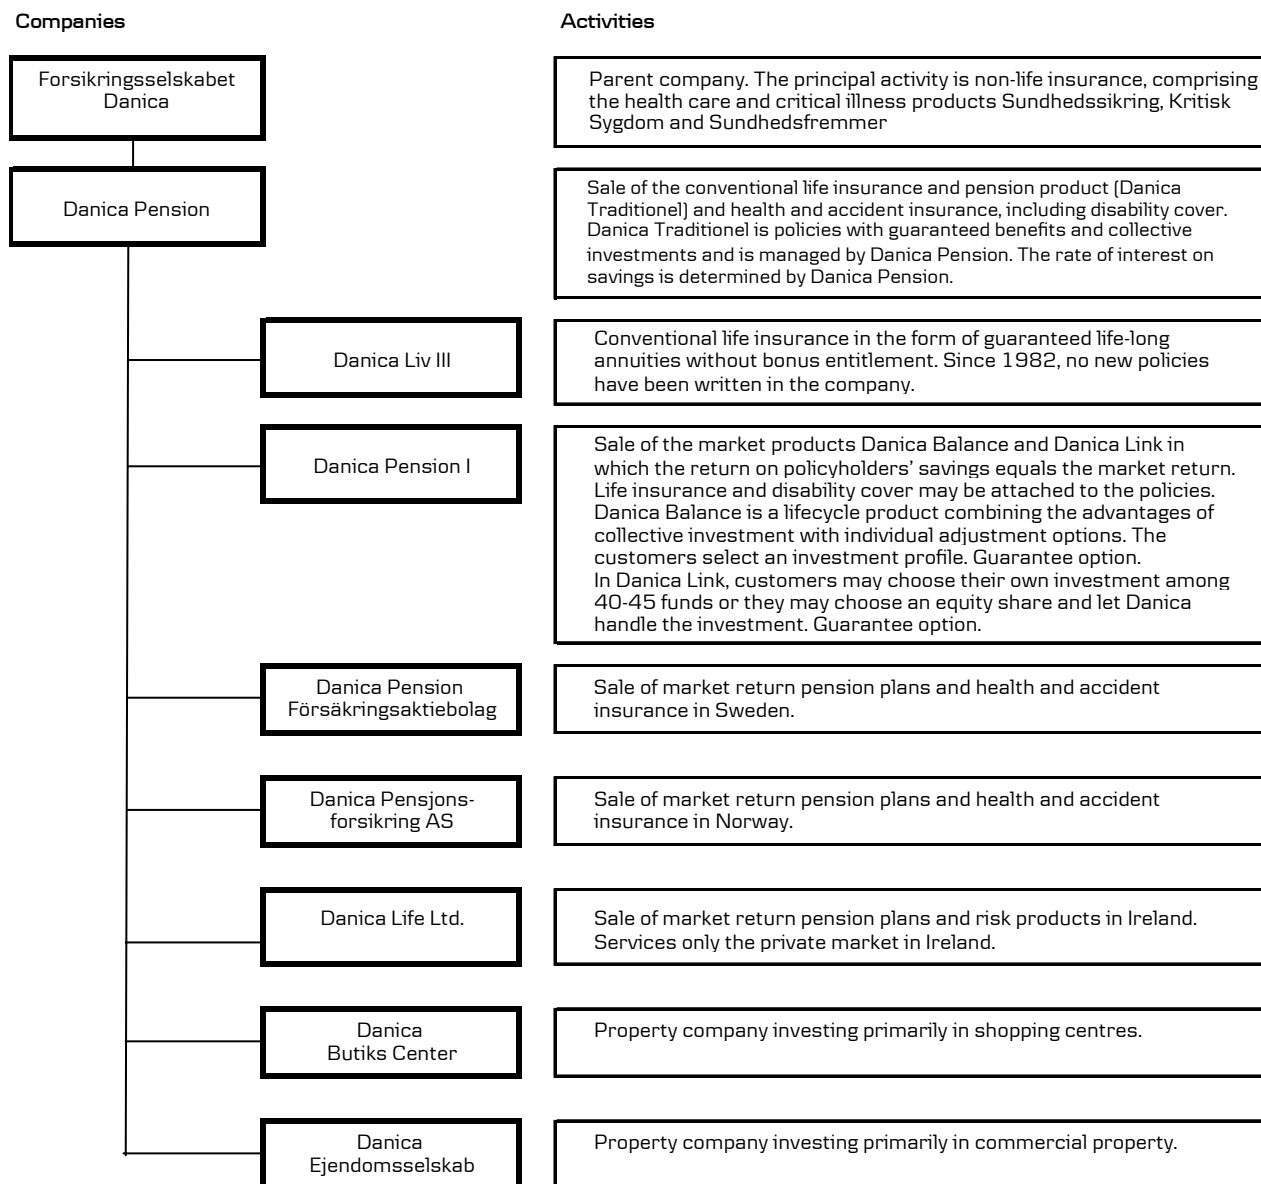 Companies
Activities
Forsikringsselskabet
Danica
Parent company. The principal activity is non-life insurance, comprising
the health care and critical illness products Sundhedssikring, Kritisk
Sygdom and Sundhedsfremmer
Danica Pension
Sale of the conventional life insurance and pension product (Danica
Traditionel) and health and accident insurance, including disability cover.
Danica Traditionel is policies with guaranteed benefits and collective
investments and is managed by Danica Pension. The rate of interest on
savings is determined by Danica Pension.
Danica Liv III
Conventional life insurance in the form of guaranteed life-long
annuities without bonus entitlement. Since 1982, no new policies
have been written in the company.
Danica Pension I
Sale of the market products Danica Balance and Danica Link in
which the return on policyholders’ savings equals the market return.
Life insurance and disability cover may be attached to the policies.
Danica Balance is a lifecycle product combining the advantages of
collective investment with individual adjustment options. The
customers select an investment profile. Guarantee option.
In Danica Link, customers may choose their own investment among
40-45 funds or they may choose an equity share and let Danica
handle the investment. Guarantee option.
Danica Pension
Försäkringsaktiebolag
Sale of market return pension plans and health and accident
insurance in Sweden.
Danica Pensjons-
forsikring AS
Sale of market return pension plans and health and accident
insurance in Norway.
Danica Life Ltd.
Sale of market return pension plans and risk products in Ireland.
Services only the private market in Ireland.
Danica
Butiks Center
Property company investing primarily in shopping centres.
Danica
Ejendomsselskab
Property company investing primarily in commercial property.